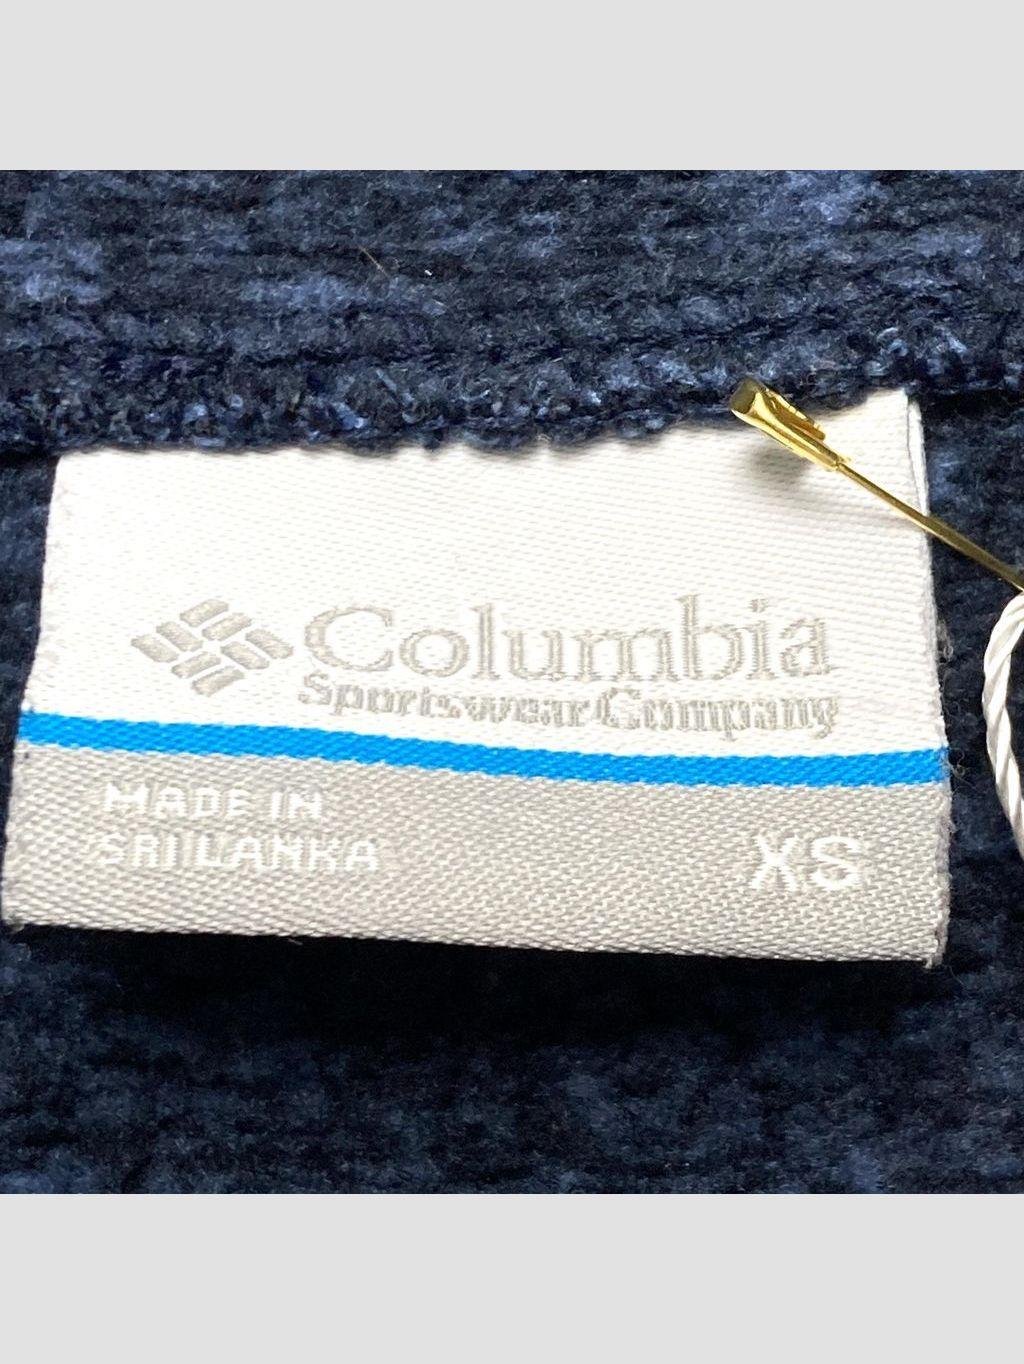 Columbia
Sportswear Company
MADE IN
SRI LANKA
XS